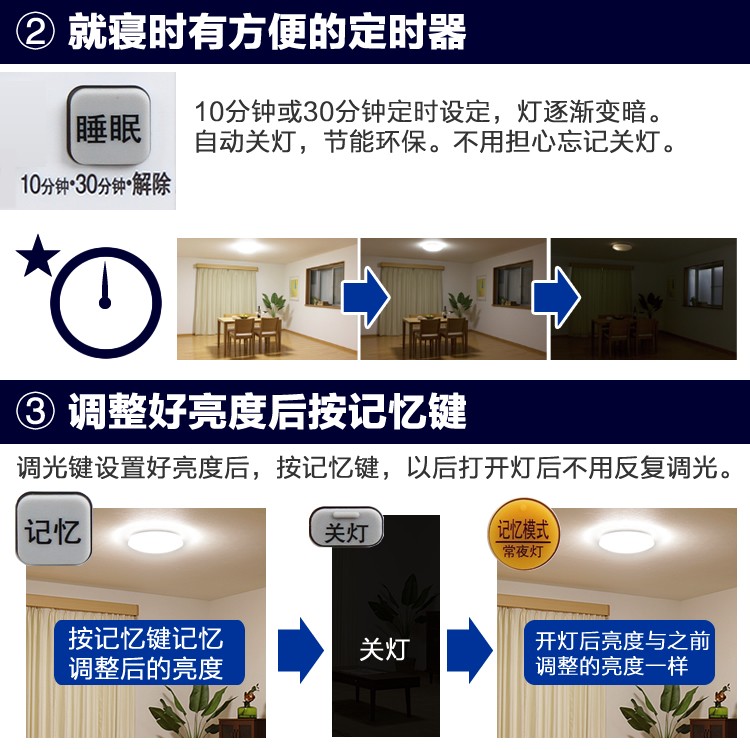 ② 就寝时有方便的定时器
睡眠
10分钟•30分钟•解除
10分钟或30分钟定时设定，灯逐渐变暗。
自动关灯，节能环保。不用担心忘记关灯。
③ 调整好亮度后按记忆键
调光键设置好亮度后，按记忆键，以后打开灯后不用反复调光。
记忆
按记忆键记忆
调整后的亮度
关灯
关灯
记忆模式
常夜灯
开灯后亮度与之前
调整的亮度一样